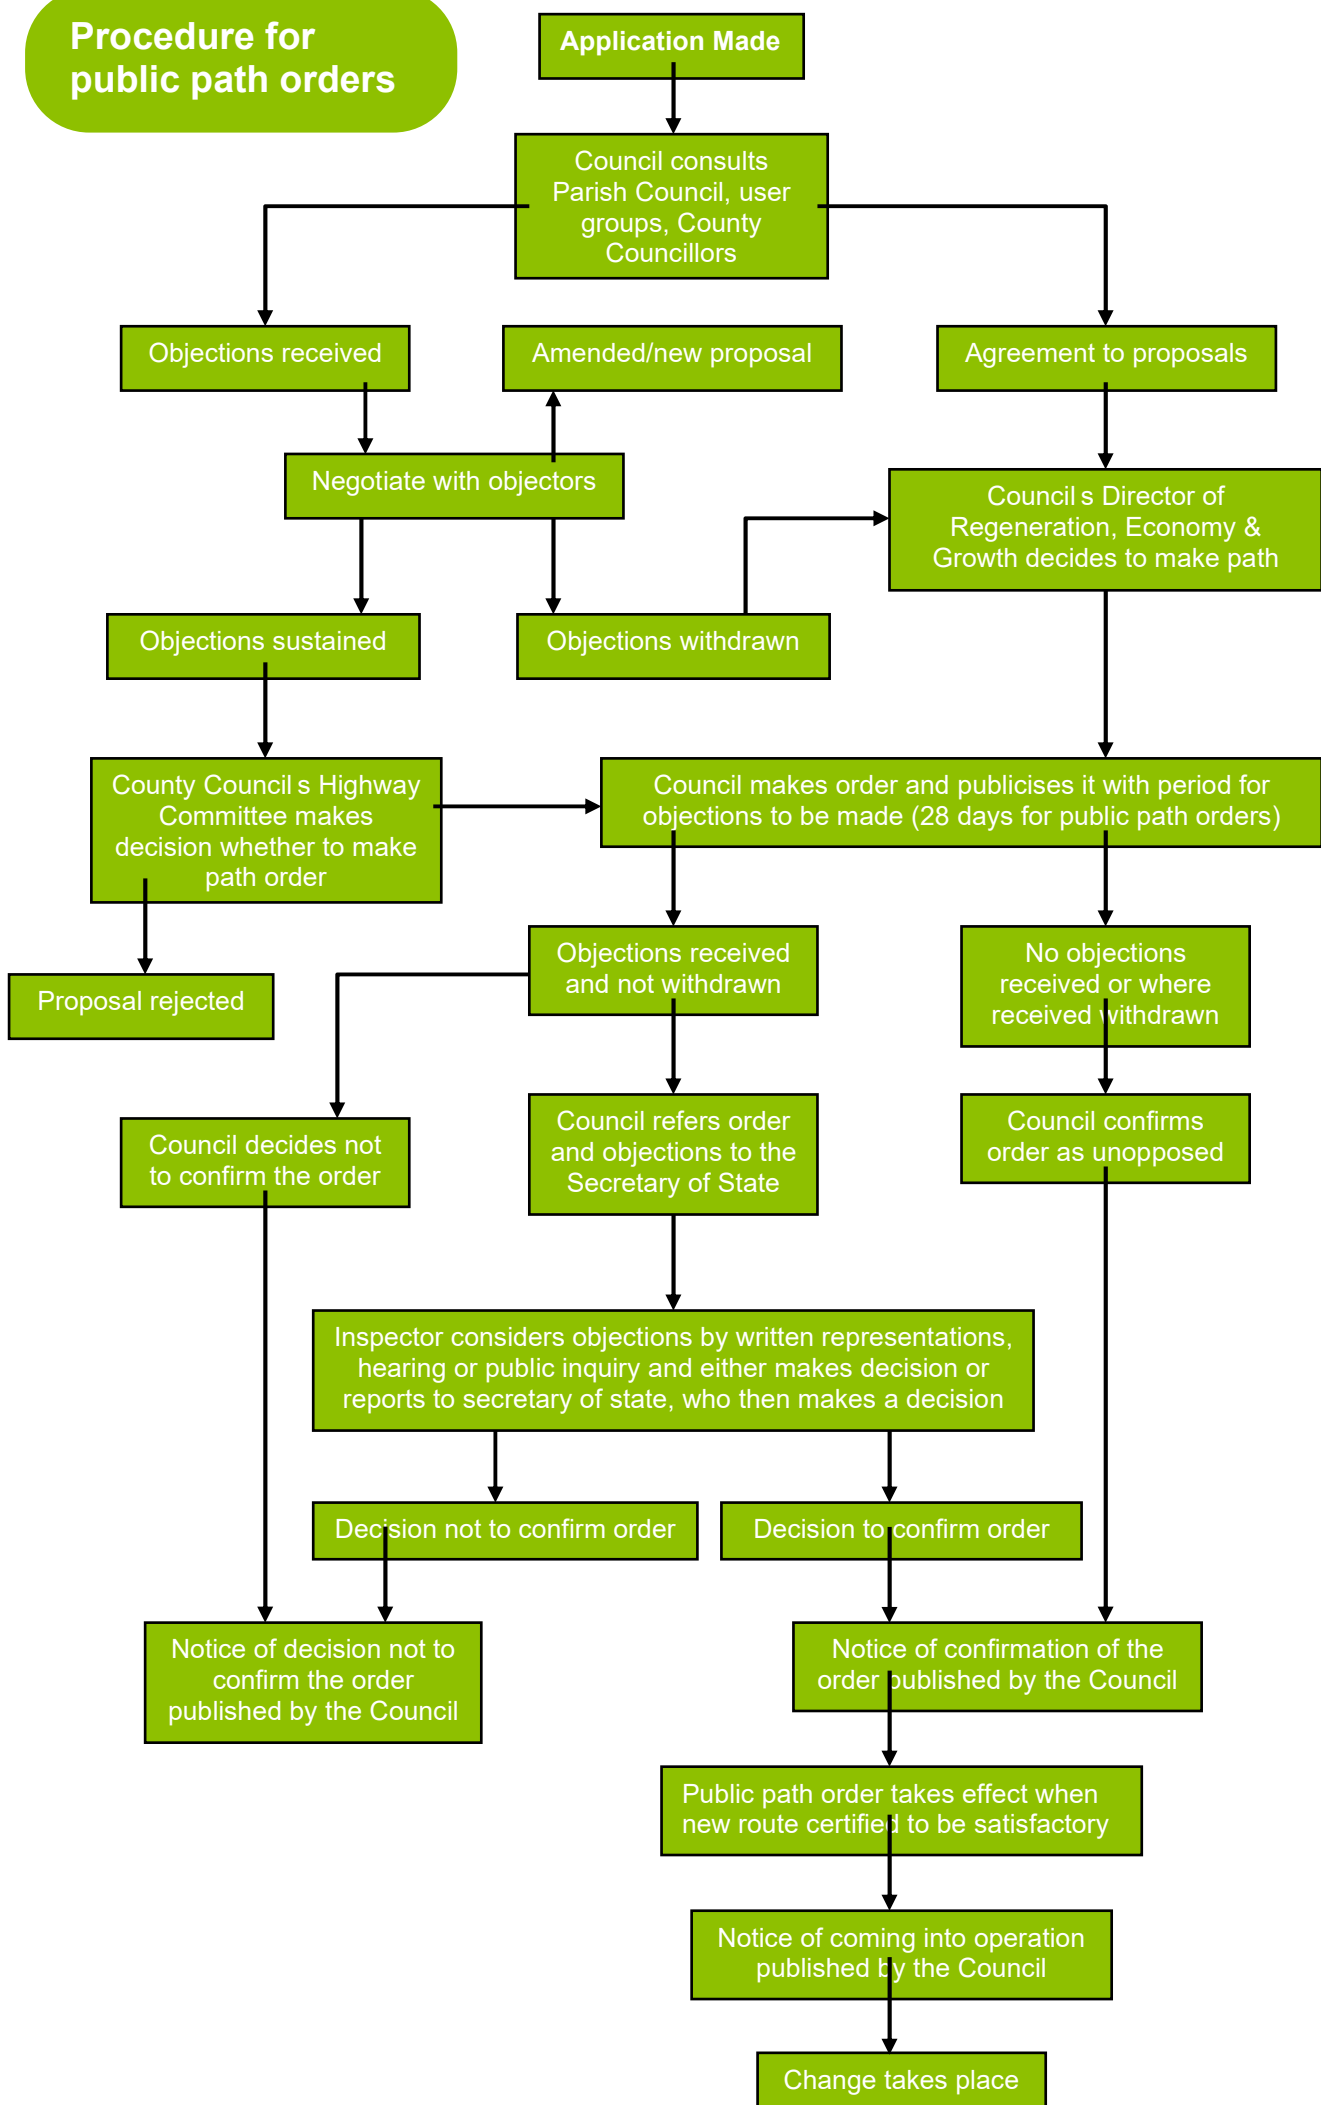 Procedure for
public path orders
Application Made
Council consults
Parish Council, user
groups, County
Councillors
Objections received
Amended/new proposal
Agreement to proposals
Negotiate with objectors
Council s Director of
Regeneration, Economy &
Growth decides to make path
Objections sustained
Objections withdrawn
County Council s Highway
Committee makes
decision whether to make
path order
Council makes order and publicises it with period for
objections to be made (28 days for public path orders)
Proposal rejected
Objections received
and not withdrawn
No objections
received or where
received withdrawn
Council decides not
to confirm the order
Council refers order
and objections to the
Secretary of State
Council confirms
order as unopposed
Inspector considers objections by written representations,
hearing or public inquiry and either makes decision or
reports to secretary of state, who then makes a decision
Decision not to confirm order
Decision to confirm order
Notice of decision not to
confirm the order
published by the Council
Notice of confirmation of the
order published by the Council
Public path order takes effect when
new route certified to be satisfactory
Notice of coming into operation
published by the Council
Change takes place